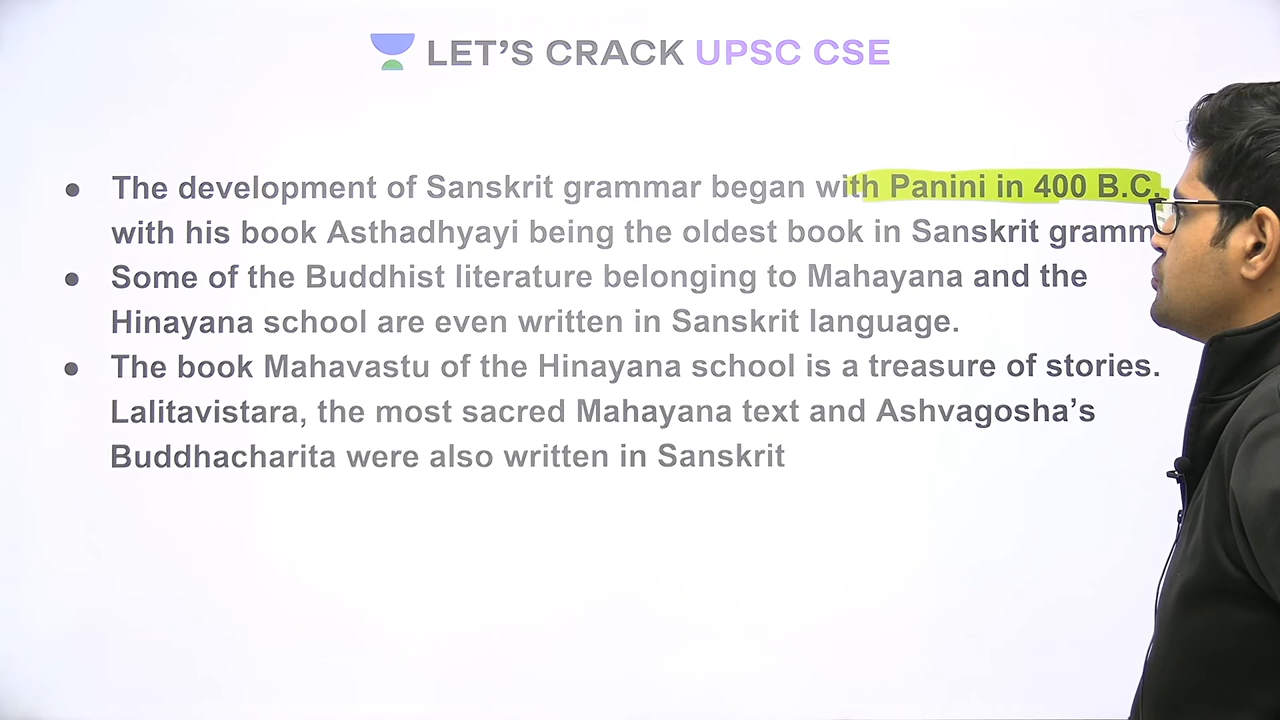 LET'S CRACK UPSC CSE
● The development of Sanskrit grammar began with Panini in 400 B.C.
with his book Asthadhyayi being the oldest book in Sanskrit gramm
● Some of the Buddhist literature belonging to Mahayana and the
Hinayana school are even written in Sanskrit language.
● The book Mahavastu of the Hinayana school is a treasure of stories.
Lalitavistara, the most sacred Mahayana text and Ashvagosha's
Buddhacharita were also written in Sanskrit